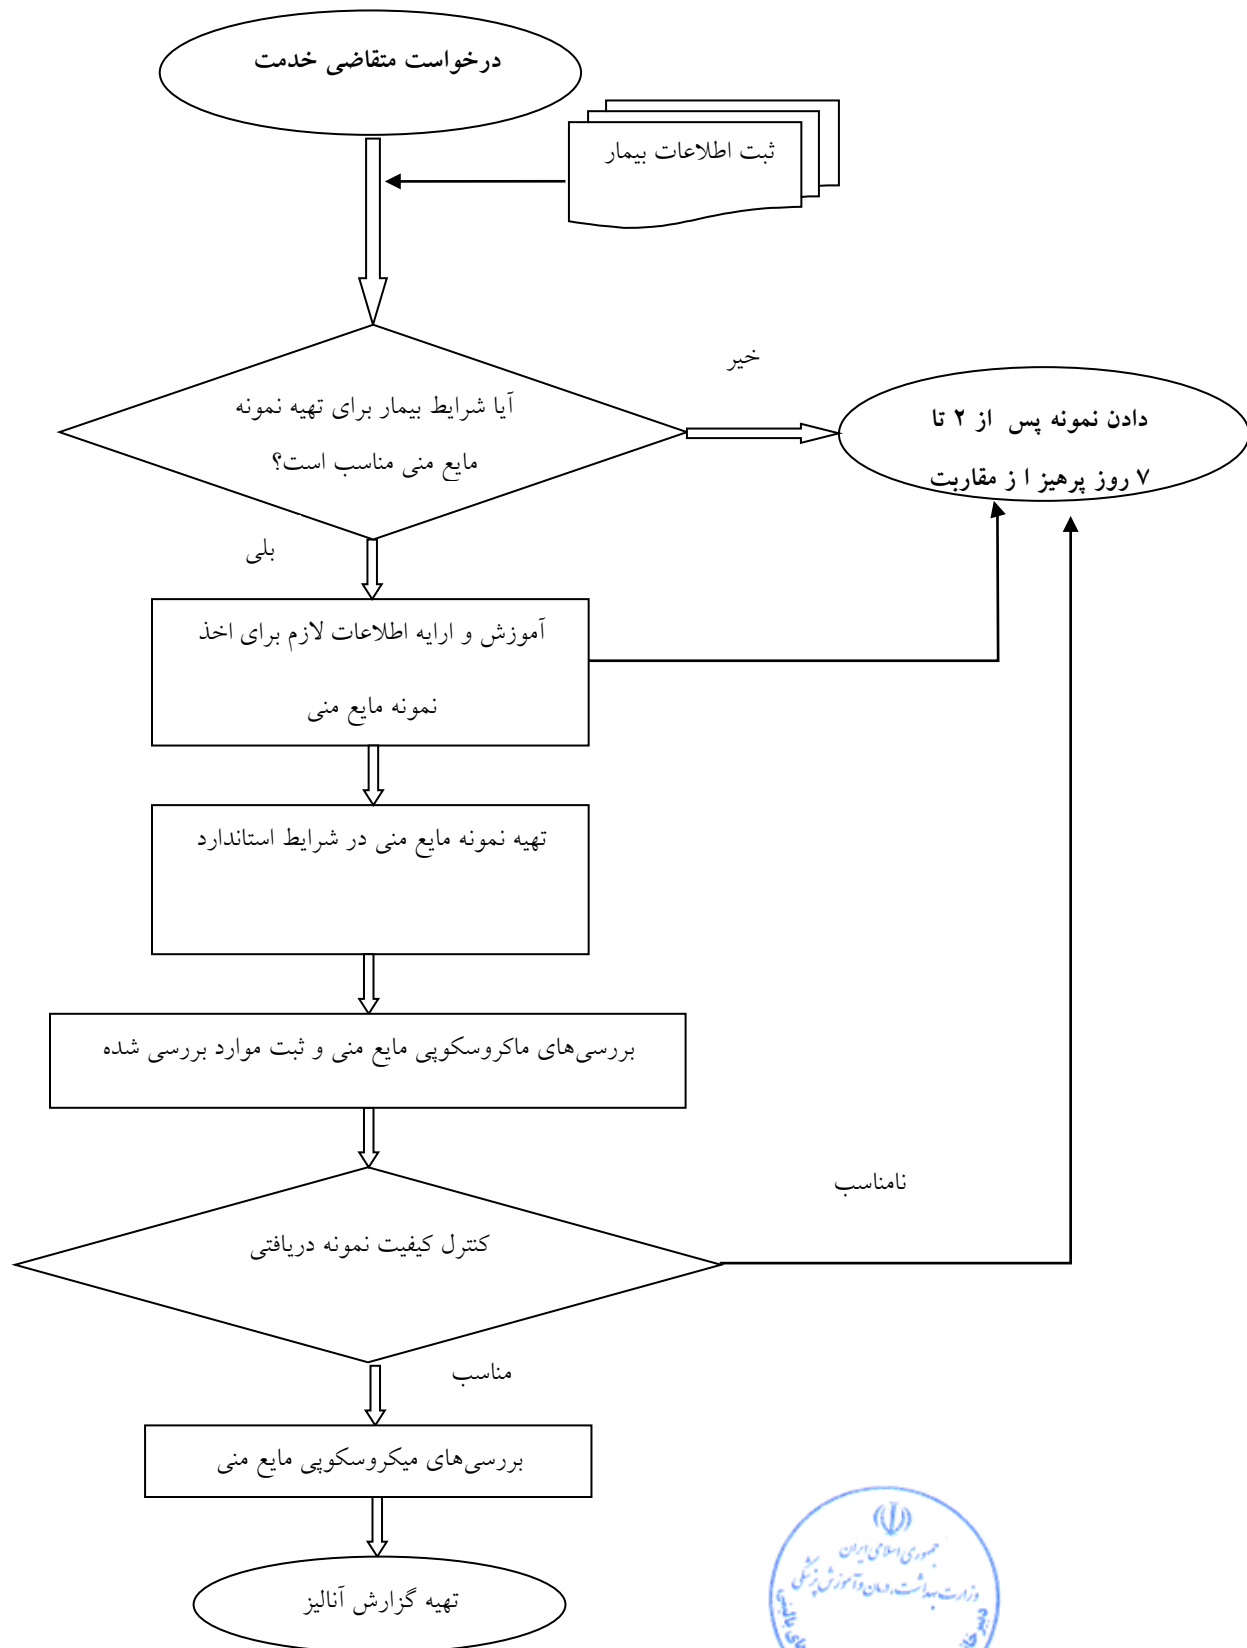 درخواست متقاضی خدمت
ثبت اطلاعات بیمار
خیر
آیا شرایط بیمار برای تهیه نمونه
مایع منی مناسب است؟
دادن نمونه پس از ۲ تا
۷ روز پرهیز ا ز مقاربت
بلی
آموزش و ارایه اطلاعات لازم برای اخذ
نمونه مایع منی
تهیه نمونه مایع منی در شرایط استاندارد
بررسی‌های ماکروسکوپی مایع منی و ثبت موارد بررسی شده
نامناسب
کنترل کیفیت نمونه دریافتی
مناسب
بررسی‌های میکروسکوپی مایع منی
تهیه گزارش آنالیز
جمهوری اسلامی ایران
وزارت بهداشت، درمان و آموزش پزشکی